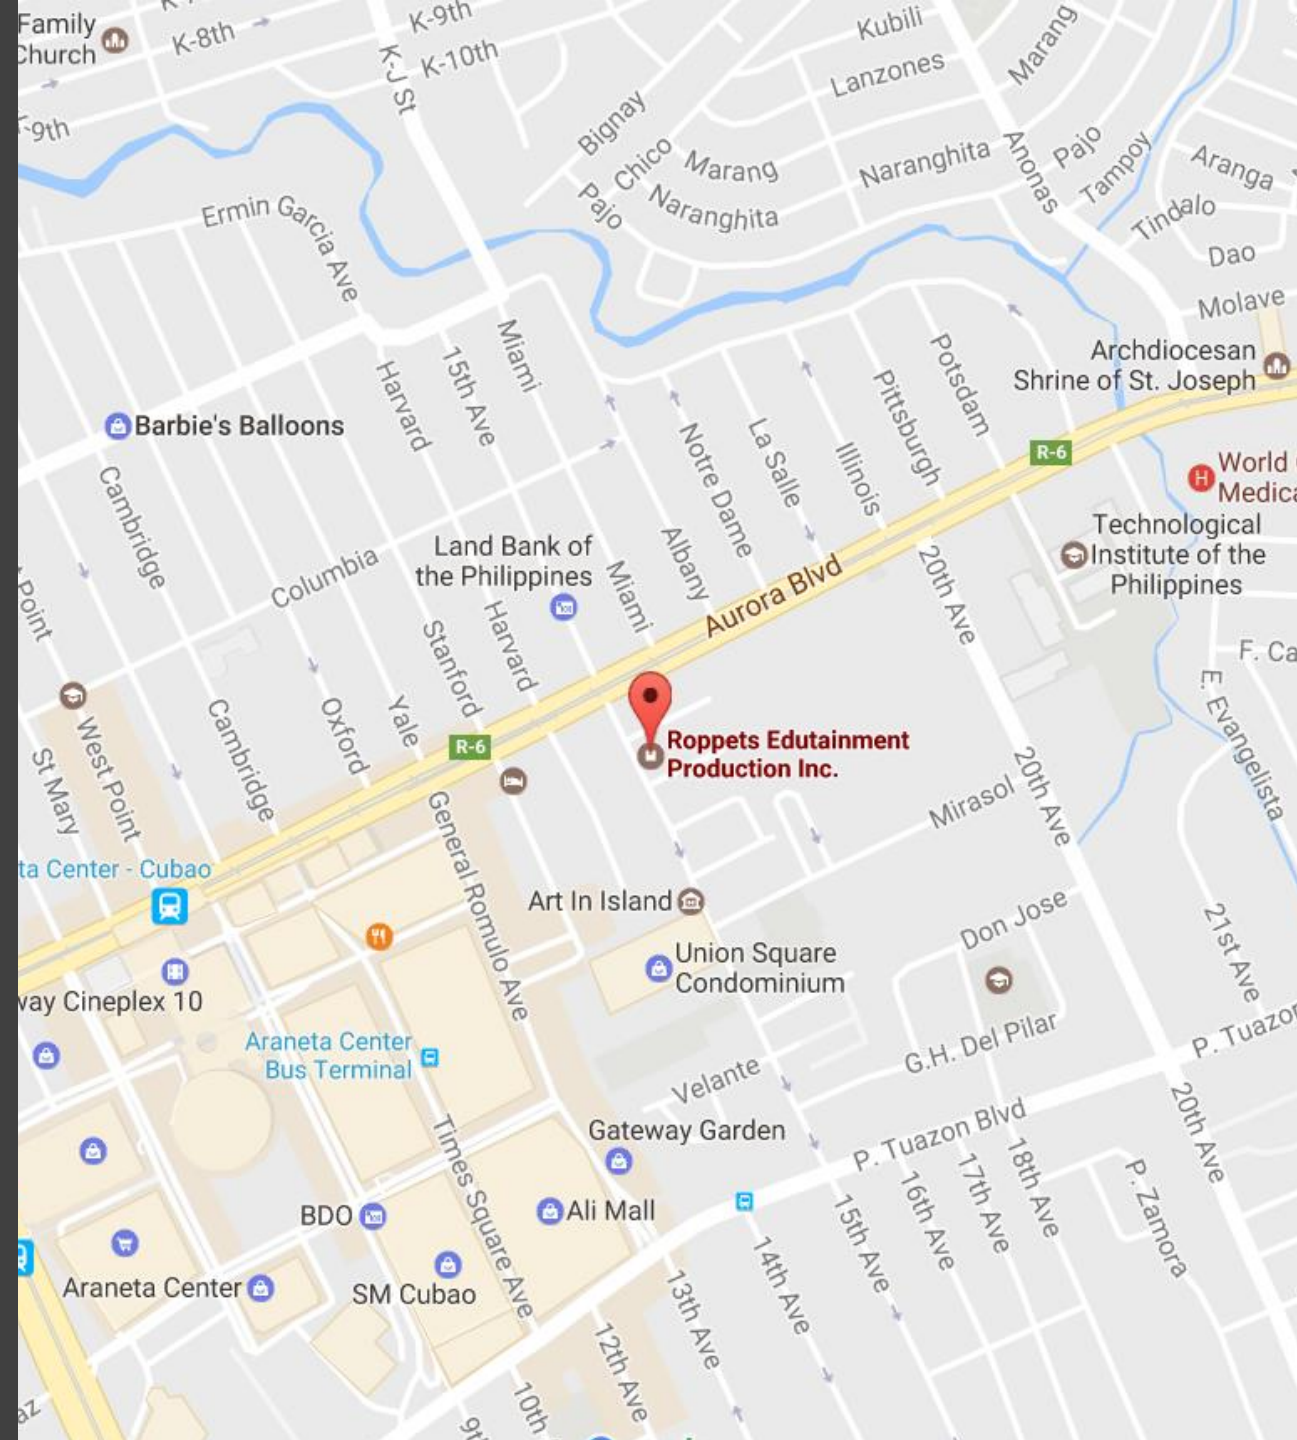 K-9th
Kubili
Family
Church
K-8th
K-10th
K-J St
Lanzones
Marang
Bignay
Chico
Marang
Naranghita
Anonas
Pajo
Tampoy
Aranga
Pajo
Naranghita
Tindalo
Dao
Molave
Ermin Garcia Ave
Miami
15th Ave
Harvard
Potsdam
Pittsburgh
Archdiocesan
Shrine of St. Joseph
Barbie's Balloons
Notre Dame
La Salle
Illinois
R-6
World
Cambridge
Columbia
Land Bank of
the Philippines
Albany
Miami
Aurora Blvd
20th Ave
Technological
Institute of the
Philippines
Point
Harvard
Stanford
Yale
Oxford
Cambridge
West Point
St Mary
R-6
Roppets Edutainment
Production Inc.
E. Evangelista
20th Ave
Mirasol
General Romulo Ave
Center - Cubao
Art In Island
Union Square
Condominium
Don Jose
21st Ave
Cineplex 10
Araneta Center
Bus Terminal
G.H. Del Pilar
Velante
P. Tuazon
Gateway Garden
P. Tuazon Blvd
20th Ave
Times Square Ave
BDO
Ali Mall
18th Ave
17th Ave
16th Ave
15th Ave
14th Ave
P. Zamora
Araneta Center
SM Cubao
13th Ave
12th Ave
10th